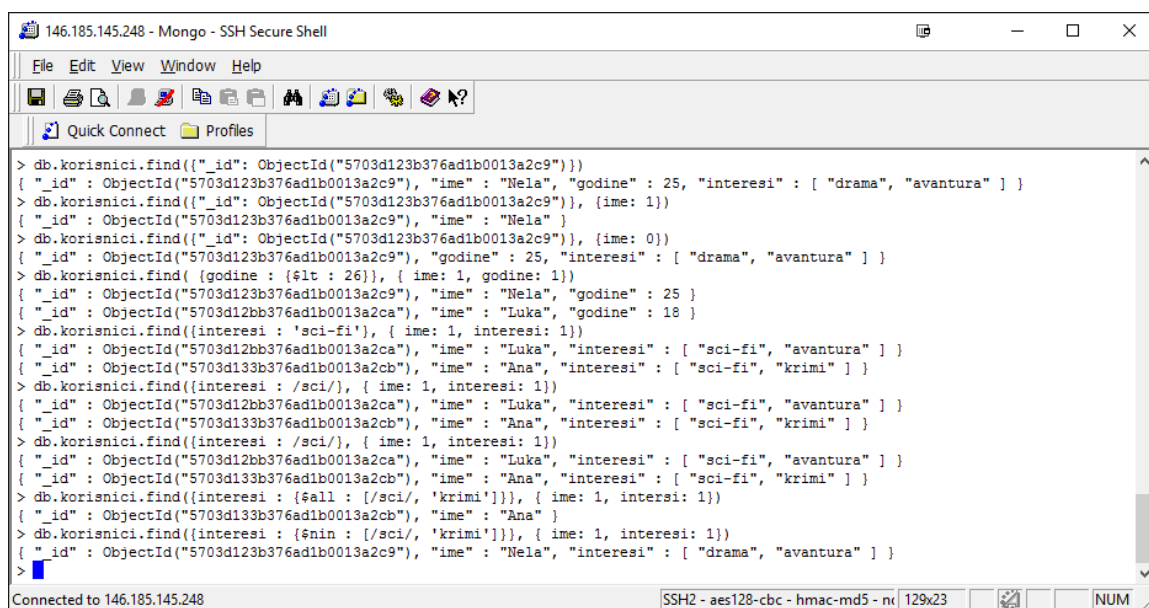 146.185.145.248 - Mongo - SSH Secure Shell
File Edit View Window Help
Quick Connect Profiles
> db.korisnici.find({"_id": ObjectId("5703d123b376ad1b0013a2c9")})
{ "_id" : ObjectId("5703d123b376ad1b0013a2c9"), "ime" : "Nela", "godine" : 25, "interesi" : [ "drama", "avantura" ] }
> db.korisnici.find({"_id": ObjectId("5703d123b376ad1b0013a2c9")}, {ime: 1})
{ "_id" : ObjectId("5703d123b376ad1b0013a2c9"), "ime" : "Nela" }
> db.korisnici.find({"_id": ObjectId("5703d123b376ad1b0013a2c9")}, {ime: 0})
{ "_id" : ObjectId("5703d123b376ad1b0013a2c9"), "godine" : 25, "interesi" : [ "drama", "avantura" ] }
> db.korisnici.find( {godine : {$lt : 26}}, { ime: 1, godine: 1})
{ "_id" : ObjectId("5703d123b376ad1b0013a2c9"), "ime" : "Nela", "godine" : 25 }
{ "_id" : ObjectId("5703d12bb376ad1b0013a2ca"), "ime" : "Luka", "godine" : 18 }
> db.korisnici.find({interesi : 'sci-fi'}, { ime: 1, interesi: 1})
{ "_id" : ObjectId("5703d12bb376ad1b0013a2ca"), "ime" : "Luka", "interesi" : [ "sci-fi", "avantura" ] }
{ "_id" : ObjectId("5703d133b376ad1b0013a2cb"), "ime" : "Ana", "interesi" : [ "sci-fi", "krimi" ] }
> db.korisnici.find({interesi : /sci/}, { ime: 1, interesi: 1})
{ "_id" : ObjectId("5703d12bb376ad1b0013a2ca"), "ime" : "Luka", "interesi" : [ "sci-fi", "avantura" ] }
{ "_id" : ObjectId("5703d133b376ad1b0013a2cb"), "ime" : "Ana", "interesi" : [ "sci-fi", "krimi" ] }
> db.korisnici.find({interesi : /sci/}, { ime: 1, interesi: 1})
{ "_id" : ObjectId("5703d12bb376ad1b0013a2ca"), "ime" : "Luka", "interesi" : [ "sci-fi", "avantura" ] }
{ "_id" : ObjectId("5703d133b376ad1b0013a2cb"), "ime" : "Ana", "interesi" : [ "sci-fi", "krimi" ] }
> db.korisnici.find({interesi : {$all : [/sci/, 'krimi']}}, { ime: 1, intersi: 1})
{ "_id" : ObjectId("5703d133b376ad1b0013a2cb"), "ime" : "Ana" }
> db.korisnici.find({interesi : {$nin : [/sci/, 'krimi']}}, { ime: 1, interesi: 1})
{ "_id" : ObjectId("5703d123b376ad1b0013a2c9"), "ime" : "Nela", "interesi" : [ "drama", "avantura" ] }
>
Connected to 146.185.145.248 SSH2 - aes128-cbc - hmac-md5 - nc 129x23 NUM